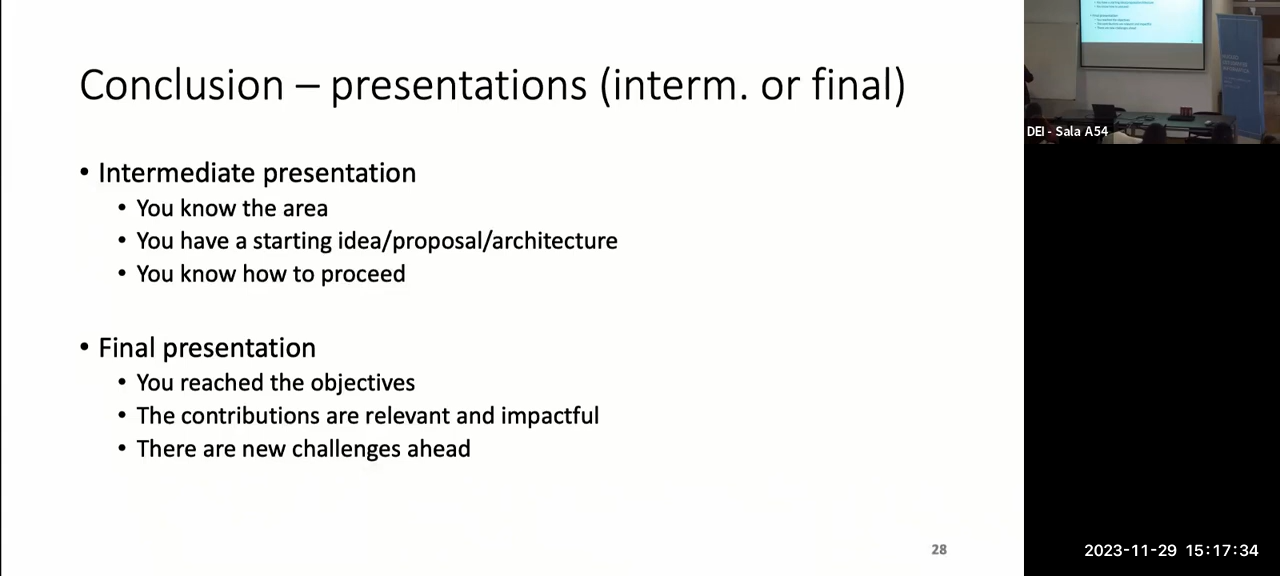 Conclusion – presentations (interm. or final)
• Intermediate presentation
• You know the area
• You have a starting idea/proposal/architecture
• You know how to proceed
• Final presentation
• You reached the objectives
• The contributions are relevant and impactful
• There are new challenges ahead
28
DEI - Sala A54
2023-11-29 15:17:34